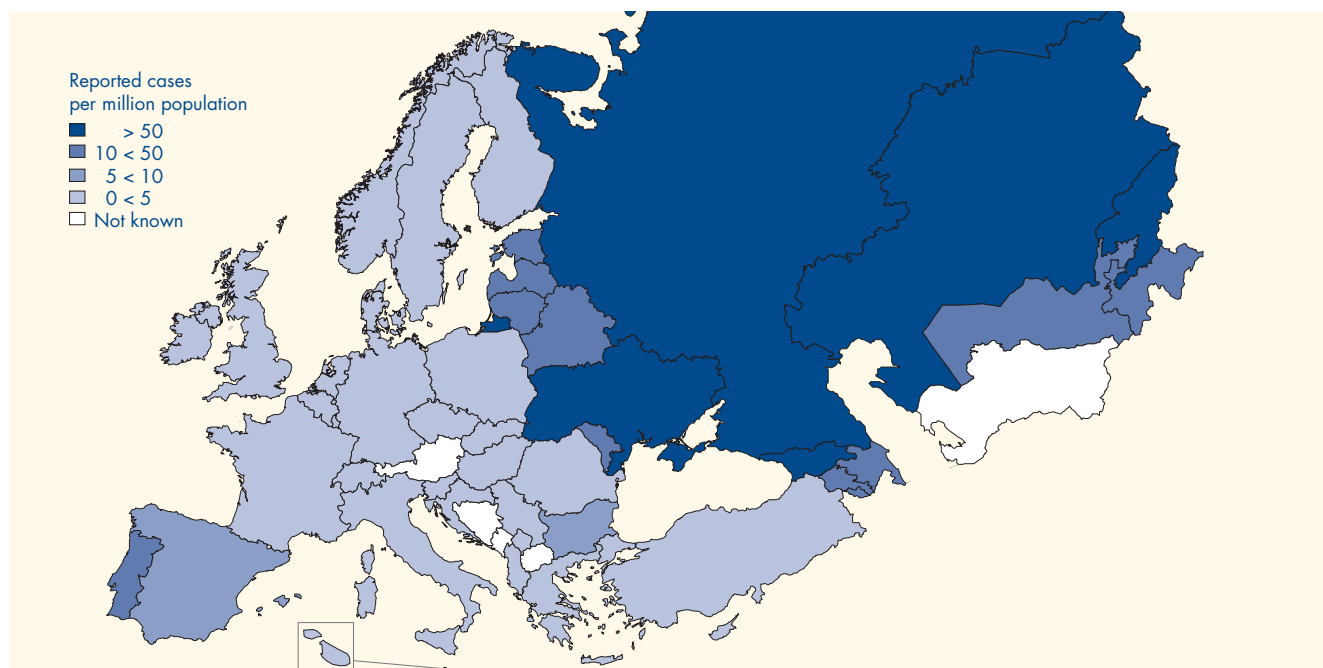 Reported cases
per million population
> 50
10 < 50
5 < 10
0 < 5
Not known